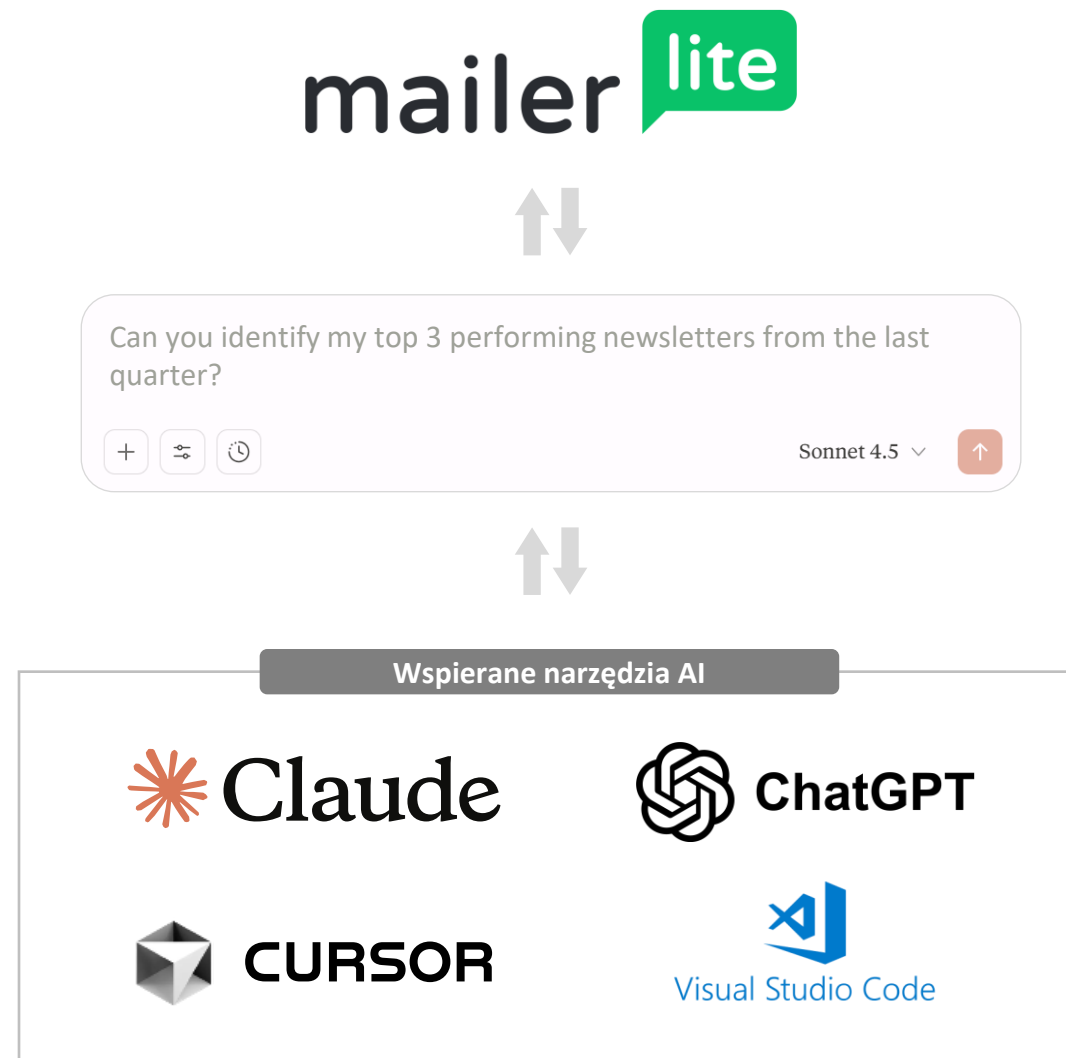 mailer lite
Can you identify my top 3 performing newsletters from the last
quarter?
Sonnet 4.5
Wspierane narzędzia AI
Claude
ChatGPT
CURSOR
Visual Studio Code